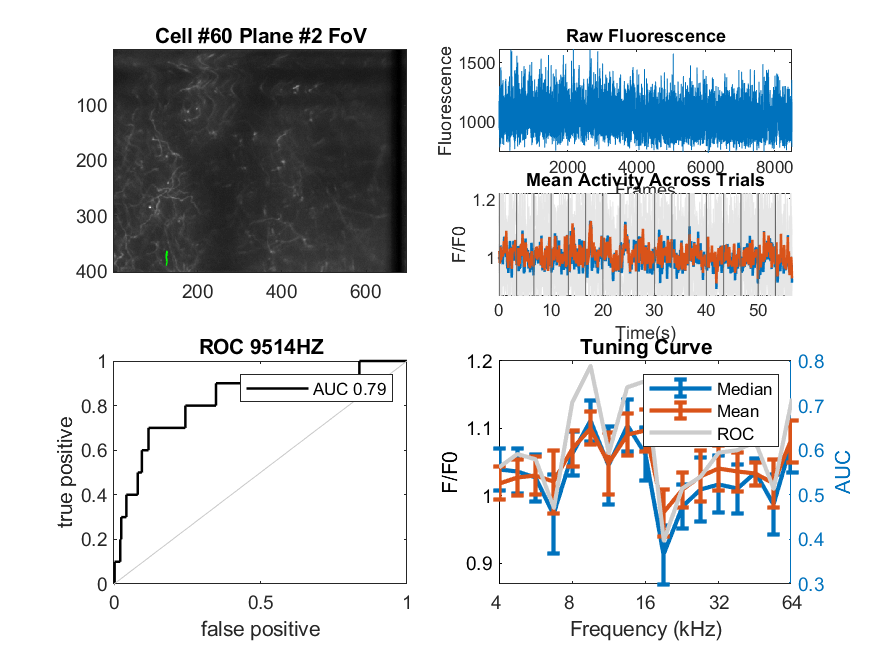 Cell #60 Plane #2 FoV
100
200
300
400
200
400
600
Raw Fluorescence
Fluorescence
1500
1000
2000
4000
6000
8000
Frames
Mean Activity Across Trials
F/F0
1.2
1
0
10
20
30
40
50
Time(s)
ROC 9514HZ
true positive
1
0.8
0.6
0.4
0.2
0
AUC 0.79
0
0.5
1
false positive
Tuning Curve
F/F0
1.2
1.1
1
0.9
Median
Mean
ROC
0.8
0.7
0.6
0.5
0.4
0.3
AUC
4
8
16
32
64
Frequency (kHz)